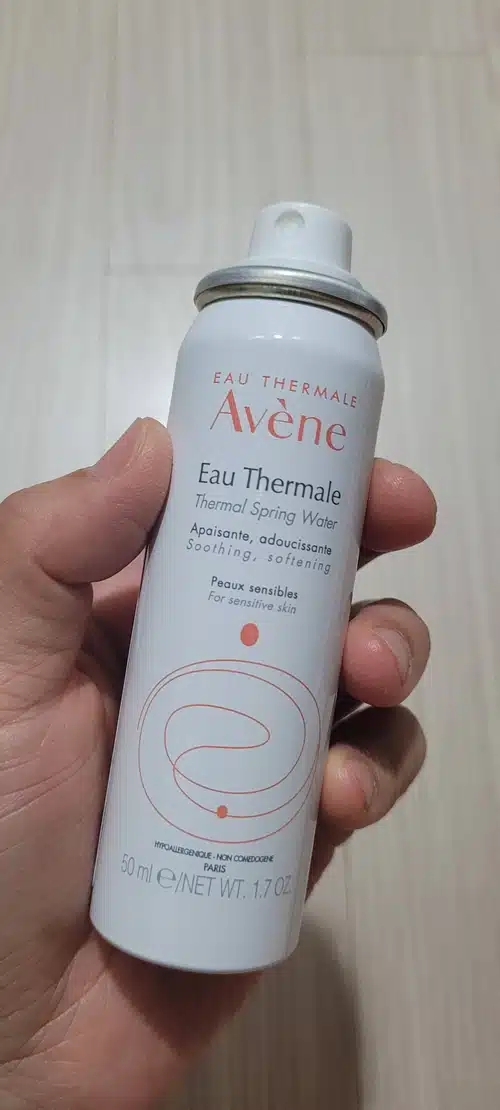 EAU THERMALE
Avène
Eau Thermale
Thermal Spring Water
Apaisante, adoucissante
Soothing, softening
Peaux sensibles
For sensitive skin
HYPOALLERGENIQUE - NON COMEDOGENE
PARIS
50 ml ℮/NET WT. 1.7 OZ.